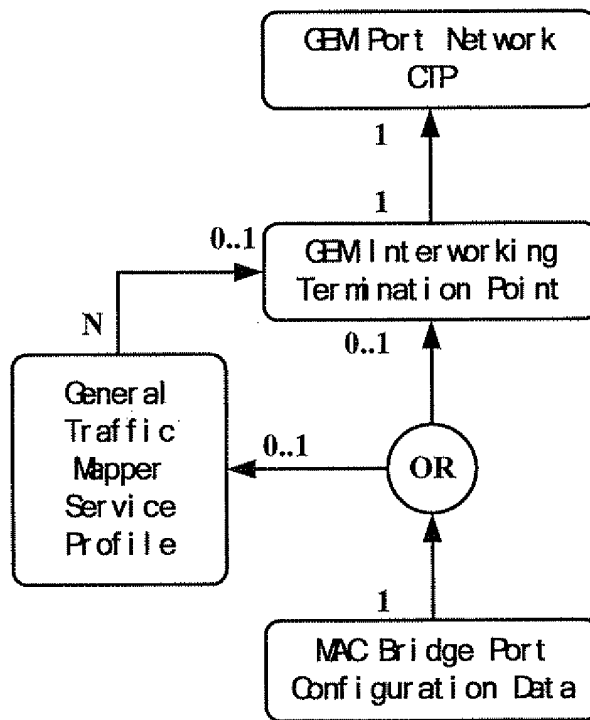 GEM Port Network
CTP
1
1
0..1
GEM Interworking
Termination Point
N
0..1
General
Traffic
Mapper
Service
Profile
0..1
OR
1
MAC Bridge Port
Configuration Data